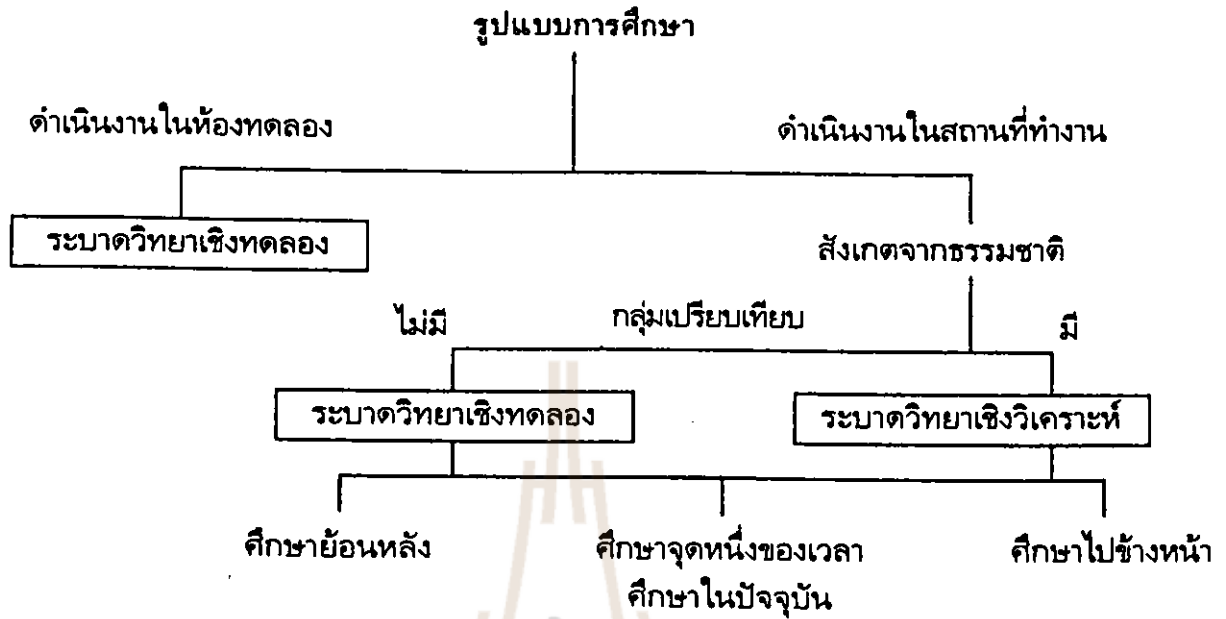 รูปแบบการศึกษา
ดำเนินงานในห้องทดลอง
ดำเนินงานในสถานที่ทำงาน
ระบาดวิทยาเชิงทดลอง
สังเกตจากธรรมชาติ
ไม่มี
กลุ่มเปรียบเทียบ
มี
ระบาดวิทยาเชิงทดลอง
ระบาดวิทยาเชิงวิเคราะห์
ศึกษาย้อนหลัง
ศึกษาจุดหนึ่งของเวลา
ศึกษาในปัจจุบัน
ศึกษาไปข้างหน้า